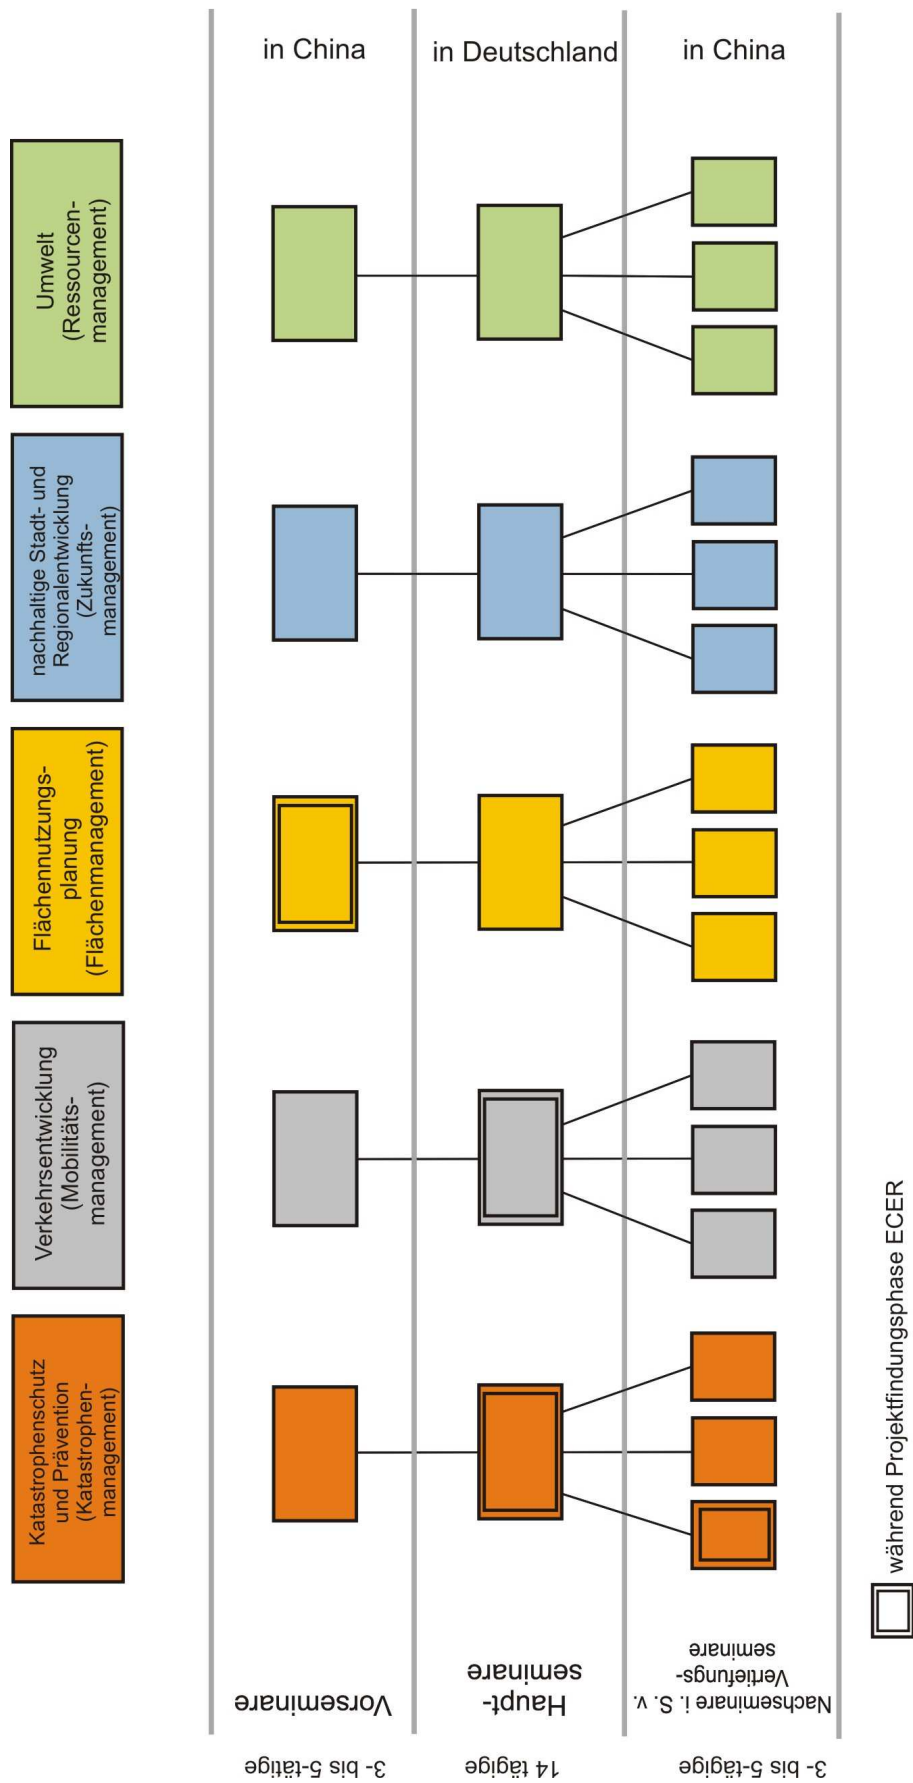 in China
in Deutschland
in China
Umwelt
(Ressourcen-
management)
nachhaltige Stadt- und
Regionalentwicklung
(Zukunfts-
management)
Flächennutzungs-
planung
(Flächenmanagement)
Verkehrsentwicklung
(Mobilitäts-
management)
Katastrophenschutz
und Prävention
(Katastrophen-
management)
Vorseminare
3- bis 5-tätige
Haupt-
seminare
14 tägige
Nachseminare i. S. v.
Vertiefungs-
seminare
3- bis 5-tägige
während Projektfindungsphase ECER